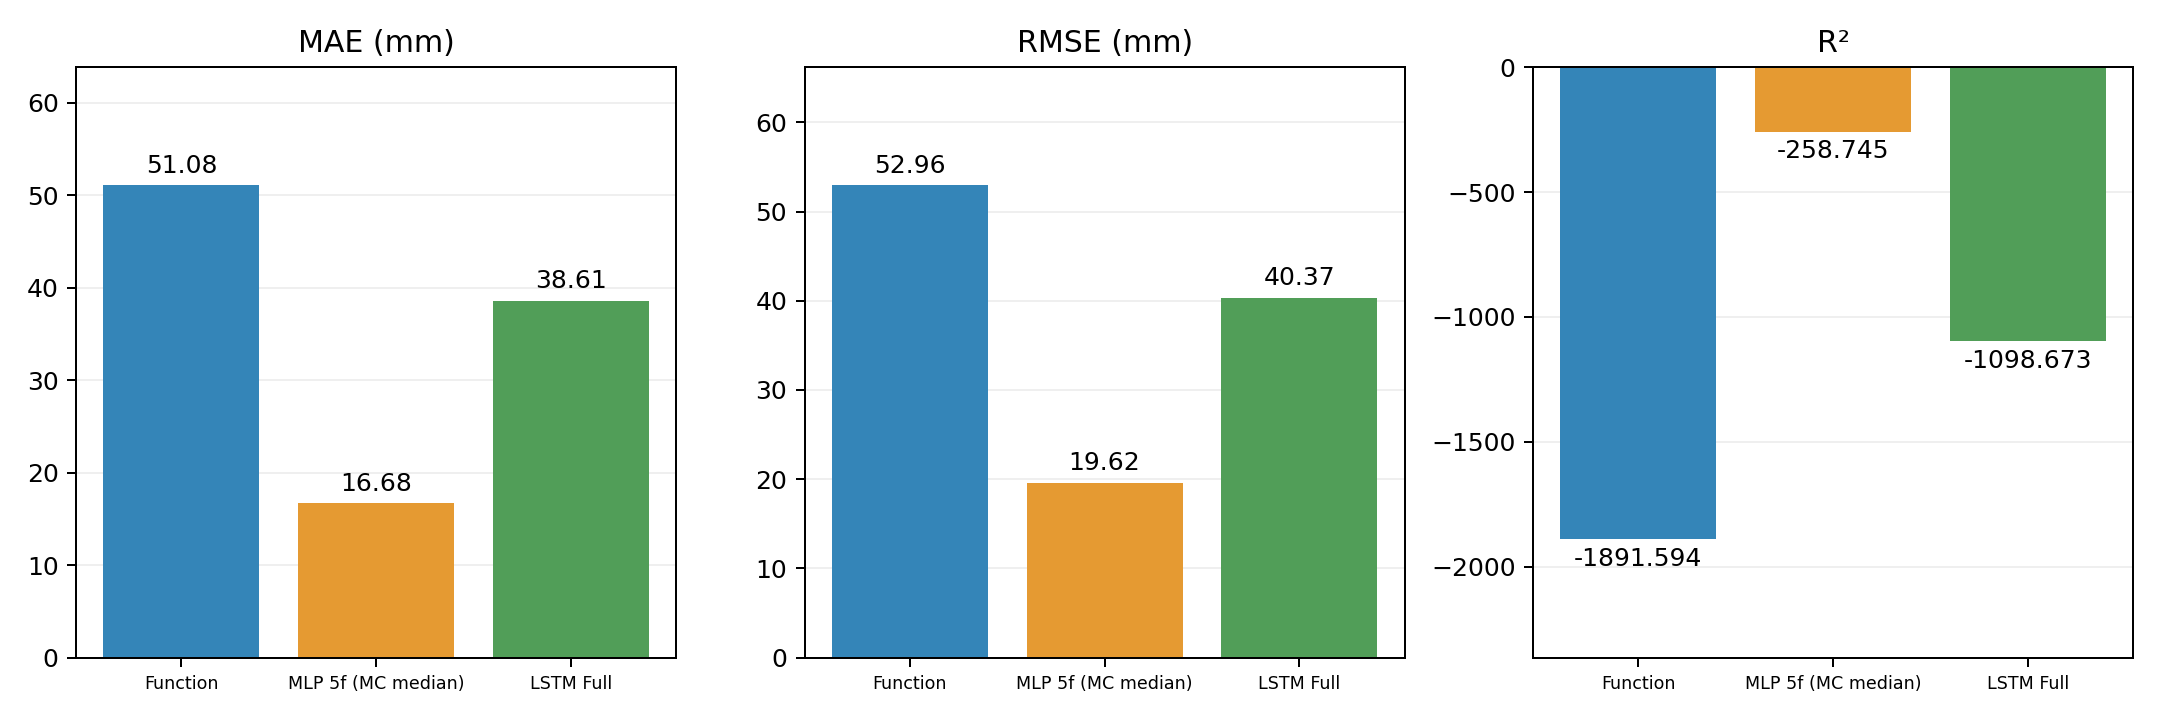 MAE (mm)
60
50
40
30
20
10
0
51.08
16.68
38.61
Function
MLP 5f (MC median)
LSTM Full
RMSE (mm)
60
50
40
30
20
10
0
52.96
19.62
40.37
Function
MLP 5f (MC median)
LSTM Full
R²
0
−500
−1000
−1500
−2000
-1891.594
-258.745
-1098.673
Function
MLP 5f (MC median)
LSTM Full